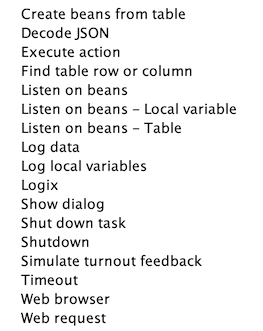 Create beans from table
Decode JSON
Execute action
Find table row or column
Listen on beans
Listen on beans – Local variable
Listen on beans – Table
Log data
Log local variables
Logix
Show dialog
Shut down task
Shutdown
Simulate turnout feedback
Timeout
Web browser
Web request